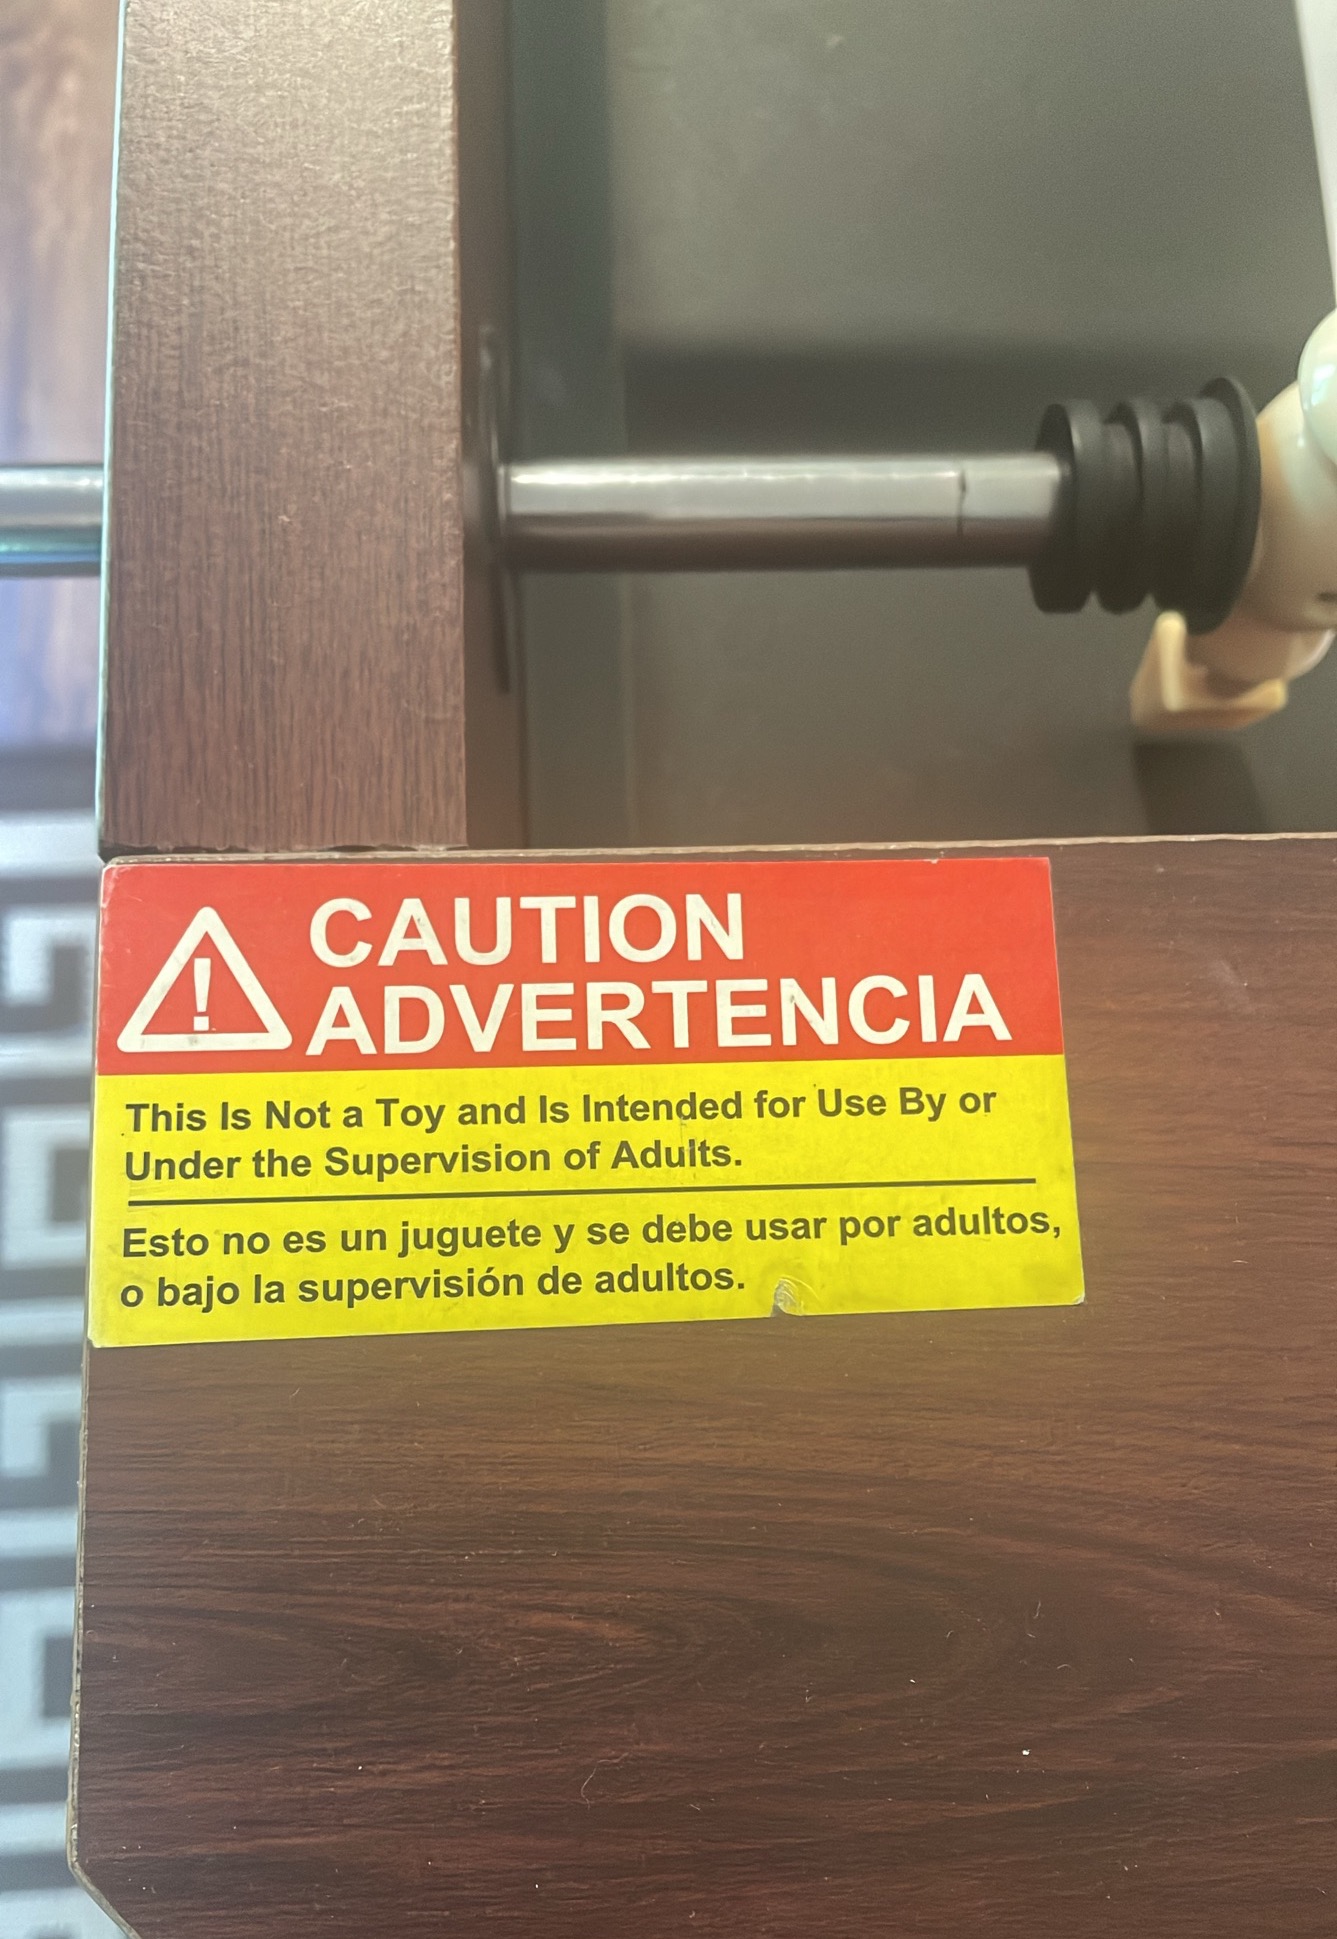 CAUTION
ADVERTENCIA
This Is Not a Toy and Is Intended for Use By or
Under the Supervision of Adults.
Esto no es un juguete y se debe usar por adultos,
o bajo la supervisión de adultos.